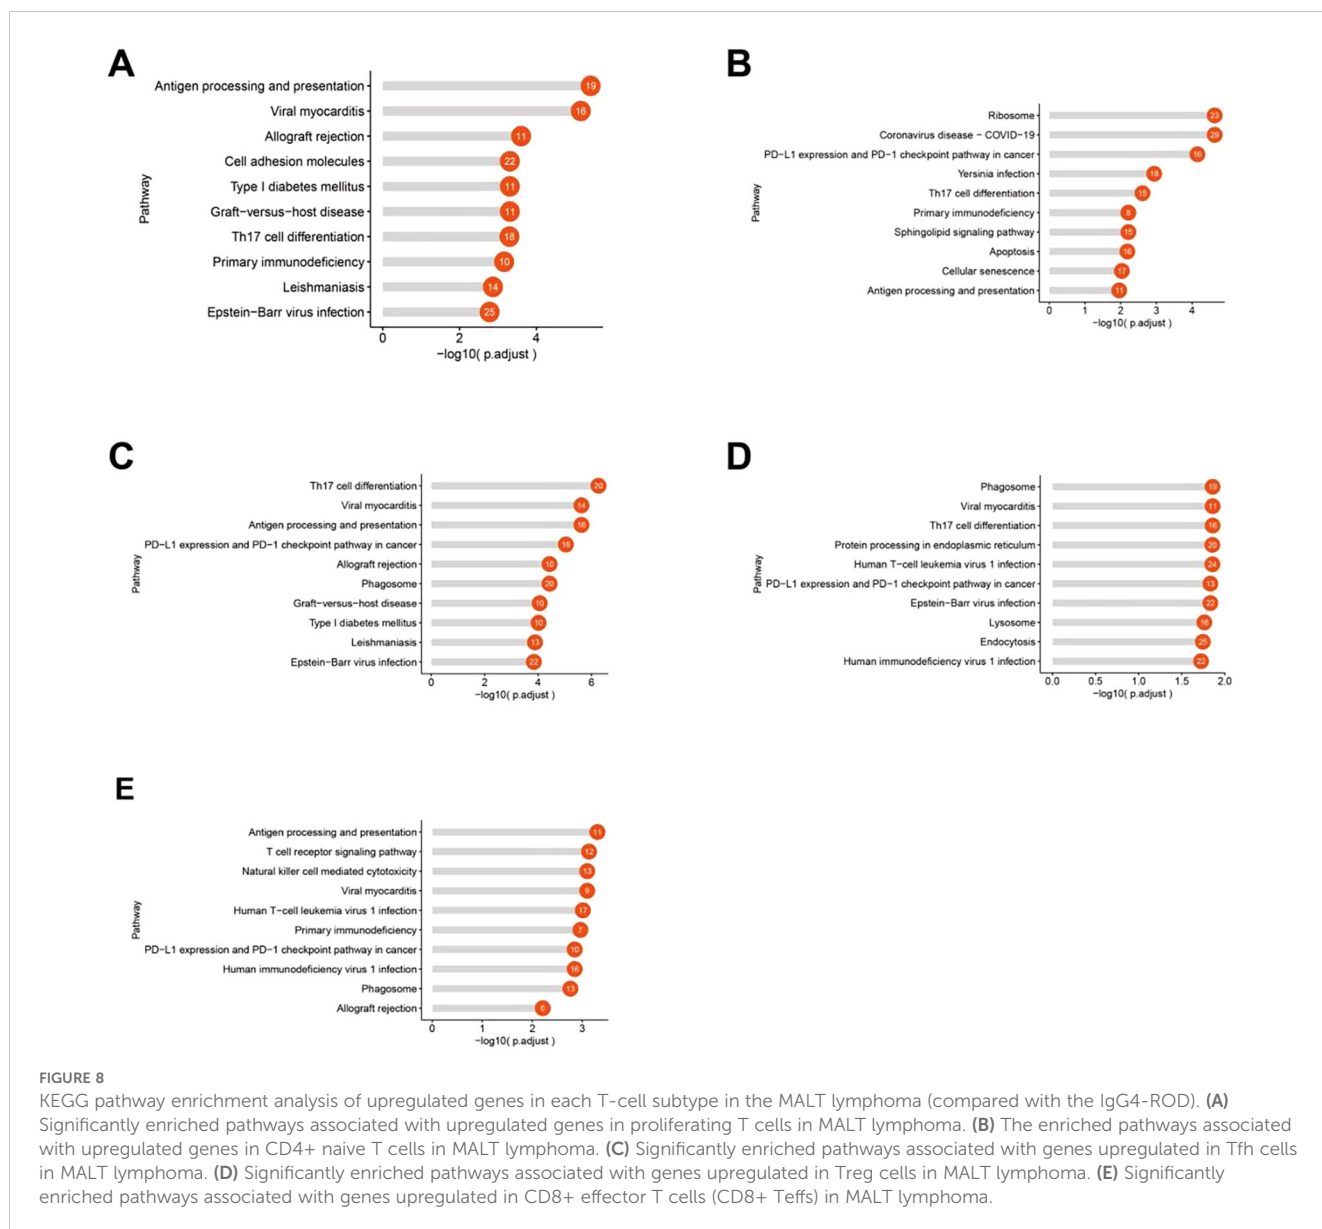 A
Pathway
Antigen processing and presentation 19
Viral myocarditis 16
Allograft rejection 11
Cell adhesion molecules 22
Type I diabetes mellitus 11
Graft−versus−host disease 11
Th17 cell differentiation 18
Primary immunodeficiency 10
Leishmaniasis 14
Epstein−Barr virus infection 25
0 2 4
−log10( p.adjust )
B
Pathway
Ribosome 23
Coronavirus disease − COVID−19 29
PD−L1 expression and PD−1 checkpoint pathway in cancer 16
Yersinia infection 18
Th17 cell differentiation 15
Primary immunodeficiency 8
Sphingolipid signaling pathway 15
Apoptosis 16
Cellular senescence 17
Antigen processing and presentation 11
0 1 2 3 4
−log10( p.adjust )
C
Pathway
Th17 cell differentiation 20
Viral myocarditis 14
Antigen processing and presentation 16
PD−L1 expression and PD−1 checkpoint pathway in cancer 16
Allograft rejection 10
Phagosome 20
Graft−versus−host disease 10
Type I diabetes mellitus 10
Leishmaniasis 13
Epstein−Barr virus infection 22
0 2 4 6
−log10( p.adjust )
D
Pathway
Phagosome 19
Viral myocarditis 11
Th17 cell differentiation 16
Protein processing in endoplasmic reticulum 20
Human T−cell leukemia virus 1 infection 24
PD−L1 expression and PD−1 checkpoint pathway in cancer 13
Epstein−Barr virus infection 22
Lysosome 16
Endocytosis 25
Human immunodeficiency virus 1 infection 22
0.0 0.5 1.0 1.5 2.0
−log10( p.adjust )
E
Pathway
Antigen processing and presentation 11
T cell receptor signaling pathway 12
Natural killer cell mediated cytotoxicity 13
Viral myocarditis 9
Human T−cell leukemia virus 1 infection 17
Primary immunodeficiency 7
PD−L1 expression and PD−1 checkpoint pathway in cancer 10
Human immunodeficiency virus 1 infection 16
Phagosome 13
Allograft rejection 6
0 1 2 3
−log10( p.adjust )
FIGURE 8
KEGG pathway enrichment analysis of upregulated genes in each T-cell subtype in the MALT lymphoma (compared with the IgG4-ROD). (A)
Significantly enriched pathways associated with upregulated genes in proliferating T cells in MALT lymphoma. (B) The enriched pathways associated
with upregulated genes in CD4+ naive T cells in MALT lymphoma. (C) Significantly enriched pathways associated with genes upregulated in Tfh cells
in MALT lymphoma. (D) Significantly enriched pathways associated with genes upregulated in Treg cells in MALT lymphoma. (E) Significantly
enriched pathways associated with genes upregulated in CD8+ effector T cells (CD8+ Teffs) in MALT lymphoma.